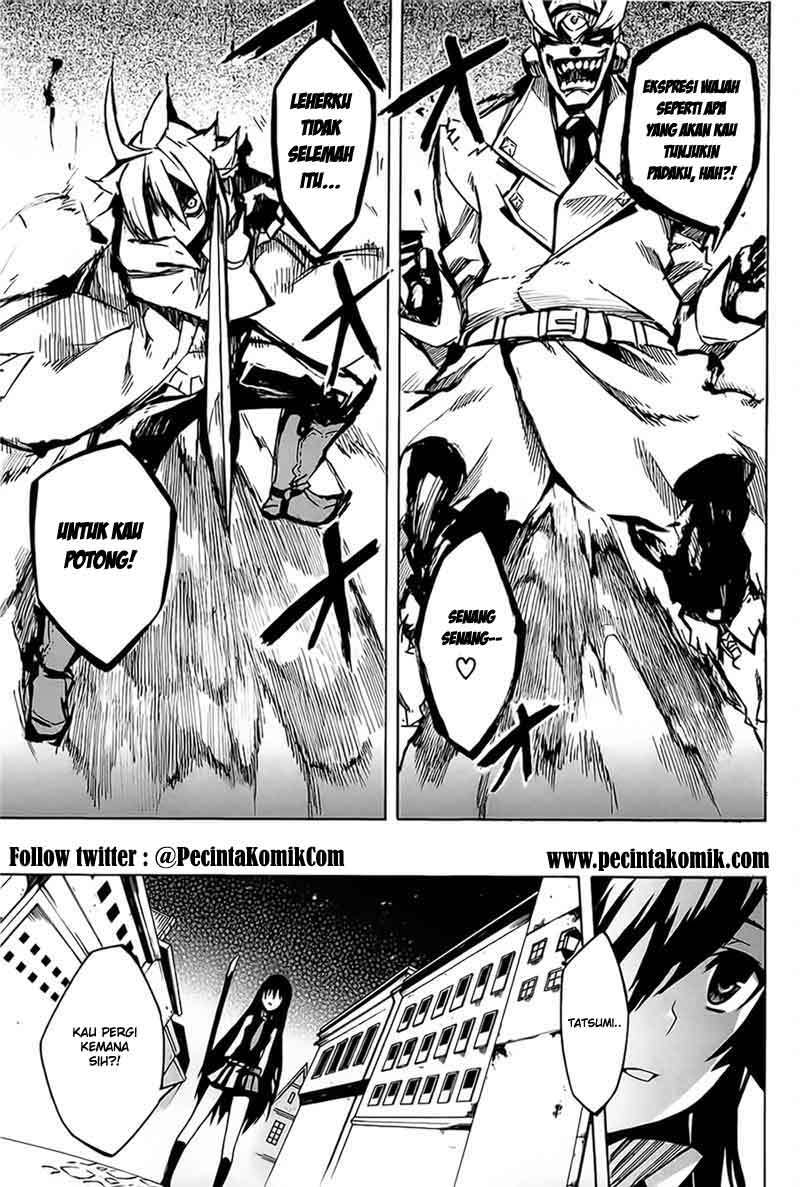 EKSPRESI WAJAH
SEPERTI APA
YANG AKAN KAU
TUNJUKIN
PADAKU, HAH?!
SENANG
SENANG--
♡
LEHERKU
TIDAK
SELEMAH
ITU...
UNTUK KAU
POTONG!
Follow twitter : @PecintaKomikCom
www.pecintakomik.com
TATSUMI..
KAU PERGI
KEMANA
SIH?!